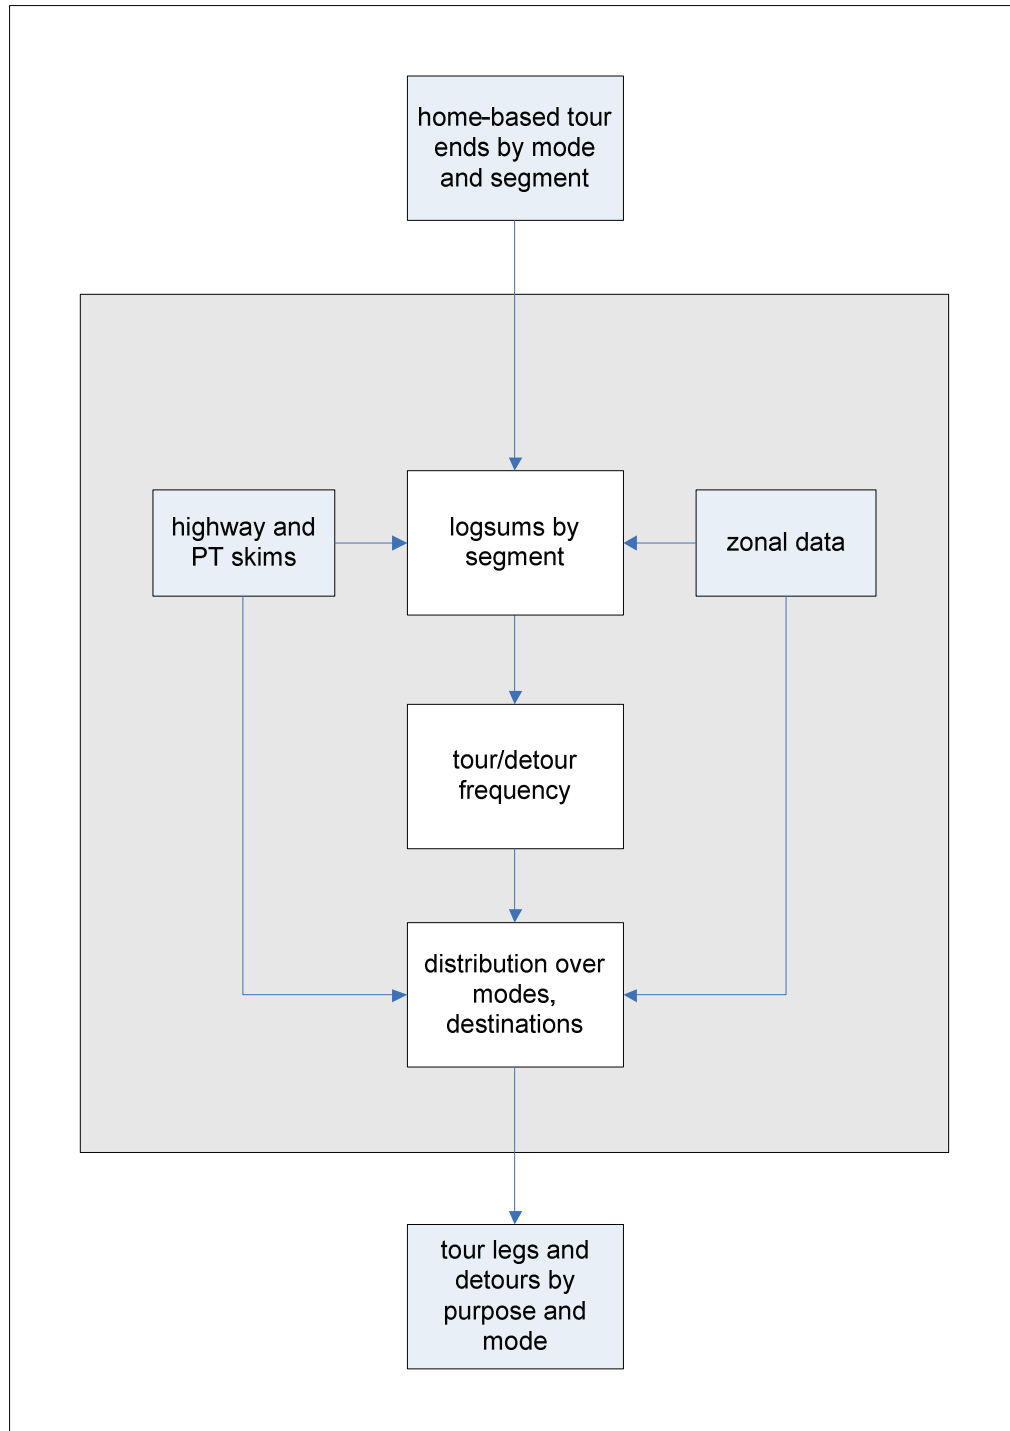 home-based tour
ends by mode
and segment
highway and
PT skims
logsums by
segment
zonal data
tour/detour
frequency
distribution over
modes,
destinations
tour legs and
detours by
purpose and
mode